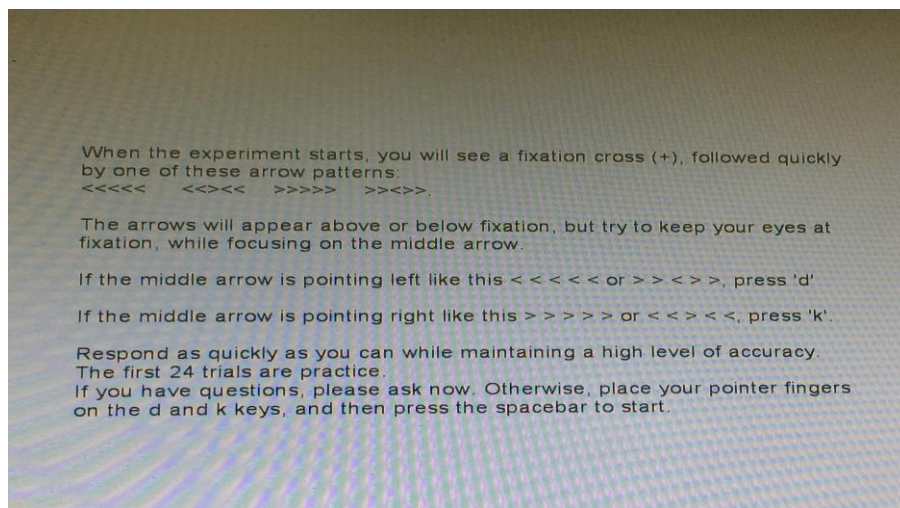 When the experiment starts, you will see a fixation cross (+), followed quickly
by one of these arrow patterns:
<<<<< <<><< >>>>> >><>>.
The arrows will appear above or below fixation, but try to keep your eyes at
fixation, while focusing on the middle arrow.
If the middle arrow is pointing left like this < < < < < or > > < > >, press 'd'
If the middle arrow is pointing right like this > > > > > or < < > < <, press 'k'.
Respond as quickly as you can while maintaining a high level of accuracy.
The first 24 trials are practice.
If you have questions, please ask now. Otherwise, place your pointer fingers
on the d and k keys, and then press the spacebar to start.